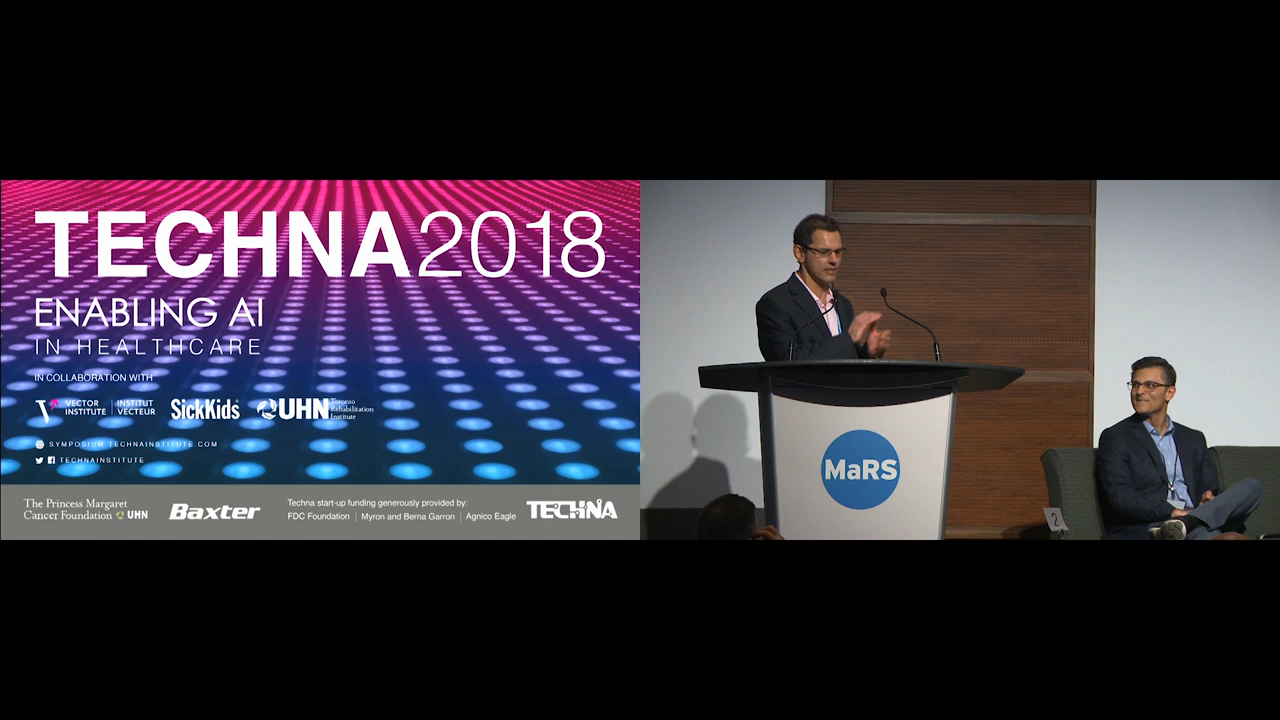 TECHNA2018
ENABLING AI
IN HEALTHCARE
IN COLLABORATION WITH
VECTOR INSTITUTE | INSTITUT VECTEUR
SickKids
UHN Toronto Rehabilitation Institute
SYMPOSIUM.TECHNAINSTITUTE.COM
TECHNAINSTITUTE
The Princess Margaret
Cancer Foundation UHN
Baxter
Techna start-up funding generously provided by:
FDC Foundation | Myron and Berna Garron | Agnico Eagle
TECHNA
MaRS
2